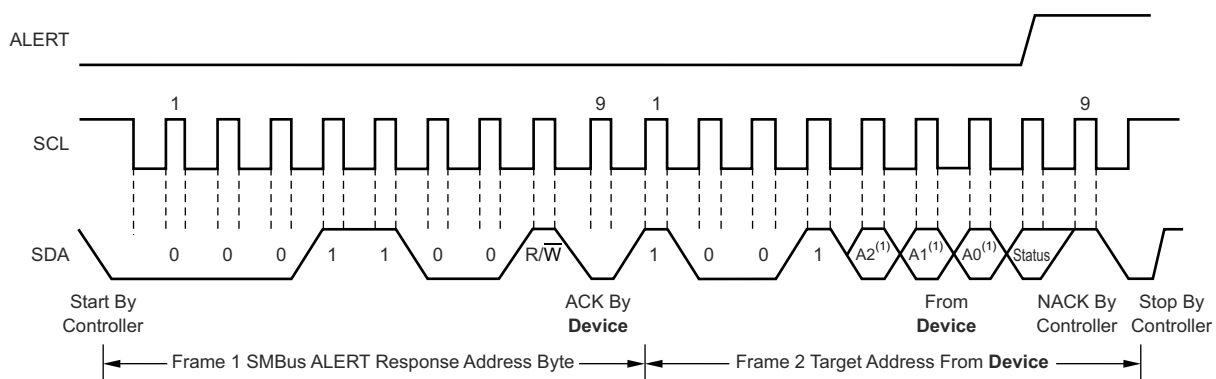 ALERT
1 9 1 9
SCL
SDA
0 0 0 1 1 0 0 R/W̅ 1 0 0 1 A2(1) A1(1) A0(1) Status
Start By
Controller
ACK By
Device
From
Device
NACK By
Controller
Stop By
Controller
Frame 1 SMBus ALERT Response Address Byte
Frame 2 Target Address From Device